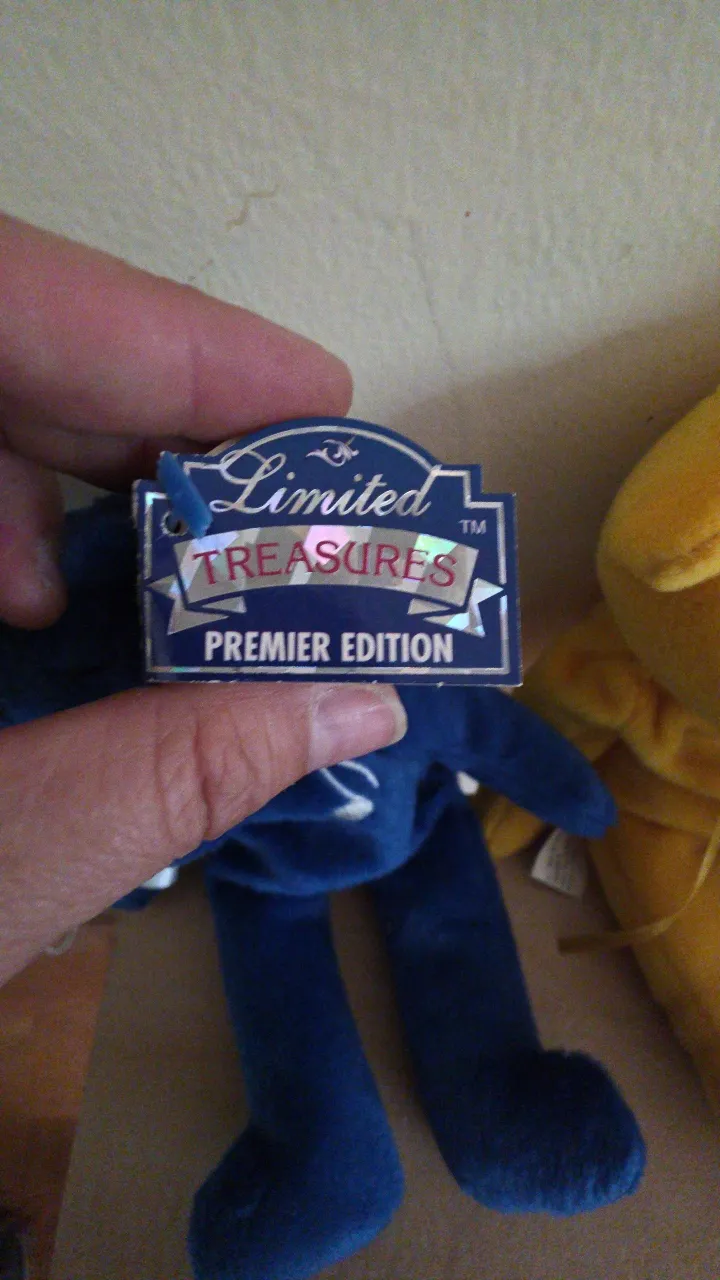 Limited
TM
TREASURES
PREMIER EDITION